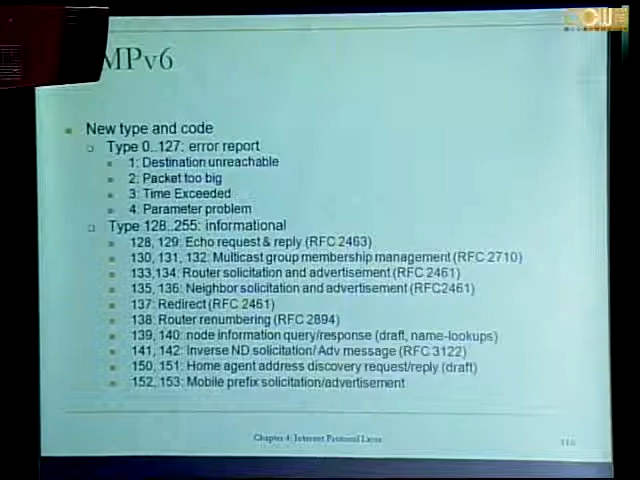 MPv6
New type and code
Type 0..127: error report
1: Destination unreachable
2: Packet too big
3: Time Exceeded
4: Parameter problem
Type 128..255: informational
128, 129: Echo request & reply (RFC 2463)
130, 131, 132: Multicast group membership management (RFC 2710)
133,134: Router solicitation and advertisement (RFC 2461)
135, 136: Neighbor solicitation and advertisement (RFC2461)
137: Redirect (RFC 2461)
138: Router renumbering (RFC 2894)
139, 140: node information query/response (draft, name-lookups)
141, 142: Inverse ND solicitation/ Adv message (RFC 3122)
150, 151: Home agent address discovery request/reply (draft)
152, 153: Mobile prefix solicitation/advertisement
Chapter 4: Internet Protocol Layer